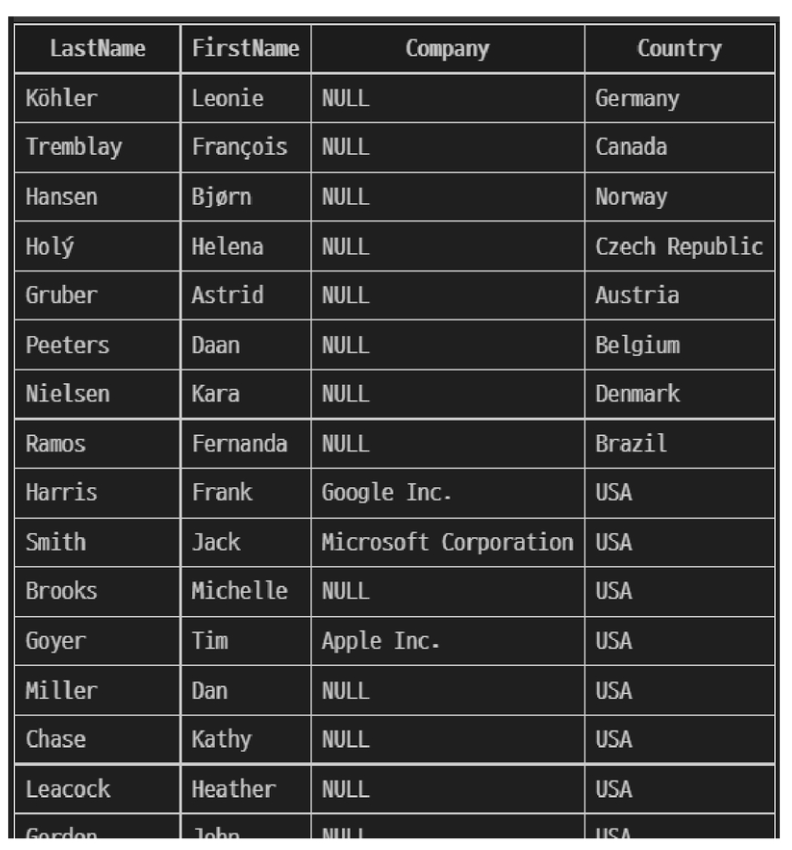 LastName FirstName Company Country
Köhler Leonie NULL Germany
Tremblay François NULL Canada
Hansen Bjørn NULL Norway
Holý Helena NULL Czech Republic
Gruber Astrid NULL Austria
Peeters Daan NULL Belgium
Nielsen Kara NULL Denmark
Ramos Fernanda NULL Brazil
Harris Frank Google Inc. USA
Smith Jack Microsoft Corporation USA
Brooks Michelle NULL USA
Goyer Tim Apple Inc. USA
Miller Dan NULL USA
Chase Kathy NULL USA
Leacock Heather NULL USA
Gordon John NULL USA